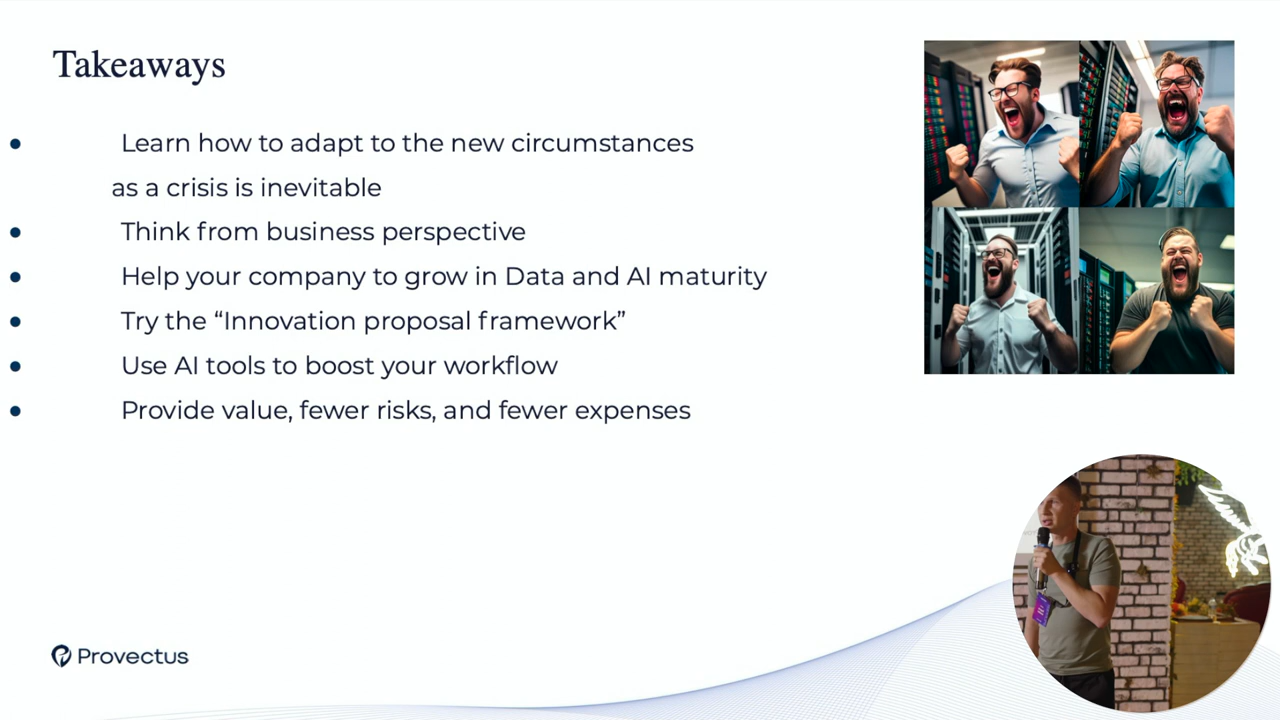 Takeaways
• Learn how to adapt to the new circumstances
as a crisis is inevitable
• Think from business perspective
• Help your company to grow in Data and AI maturity
• Try the “Innovation proposal framework”
• Use AI tools to boost your workflow
• Provide value, fewer risks, and fewer expenses
Provectus